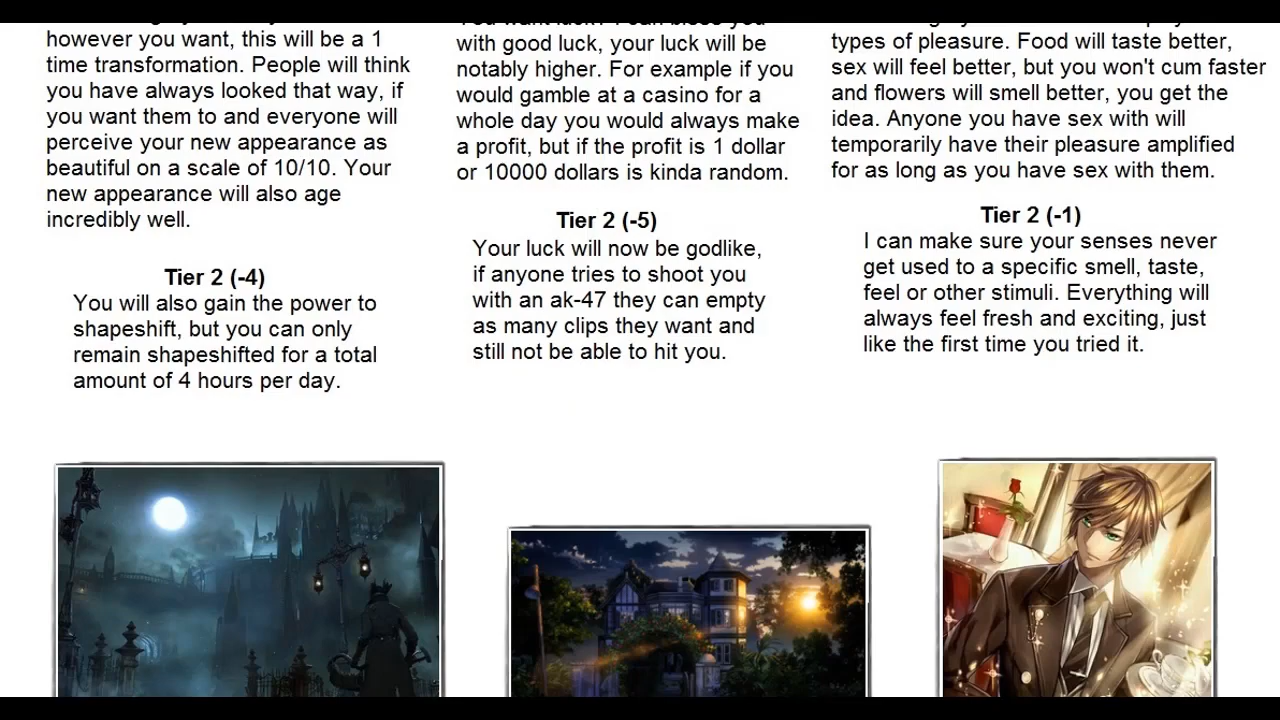 however you want, this will be a 1
time transformation. People will think
you have always looked that way, if
you want them to and everyone will
perceive your new appearance as
beautiful on a scale of 10/10. Your
new appearance will also age
incredibly well.
Tier 2 (-4)
You will also gain the power to
shapeshift, but you can only
remain shapeshifted for a total
amount of 4 hours per day.
You want luck? I can bless you
with good luck, your luck will be
notably higher. For example if you
would gamble at a casino for a
whole day you would always make
a profit, but if the profit is 1 dollar
or 10000 dollars is kinda random.
Tier 2 (-5)
Your luck will now be godlike,
if anyone tries to shoot you
with an ak-47 they can empty
as many clips they want and
still not be able to hit you.
types of pleasure. Food will taste better,
sex will feel better, but you won't cum faster
and flowers will smell better, you get the
idea. Anyone you have sex with will
temporarily have their pleasure amplified
for as long as you have sex with them.
Tier 2 (-1)
I can make sure your senses never
get used to a specific smell, taste,
feel or other stimuli. Everything will
always feel fresh and exciting, just
like the first time you tried it.